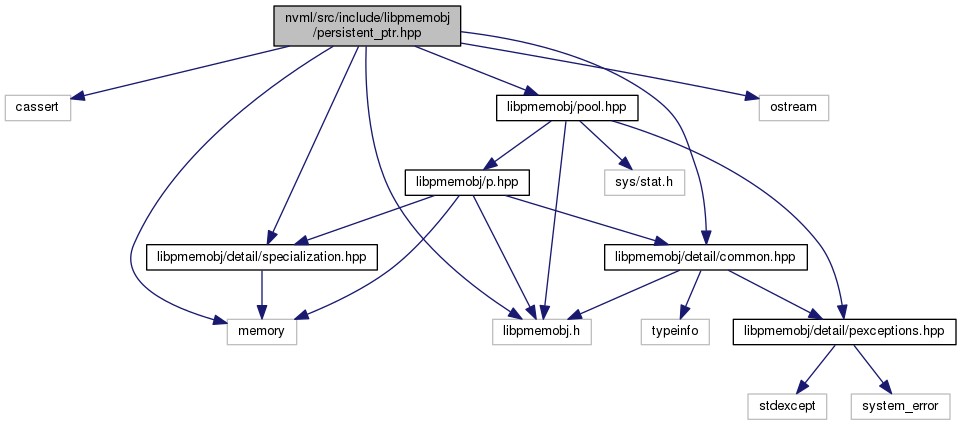 nvml/src/include/libpmemobj
/persistent_ptr.hpp
cassert
libpmemobj/pool.hpp
ostream
libpmemobj/p.hpp
sys/stat.h
libpmemobj/detail/specialization.hpp
libpmemobj/detail/common.hpp
memory
libpmemobj.h
typeinfo
libpmemobj/detail/pexceptions.hpp
stdexcept
system_error